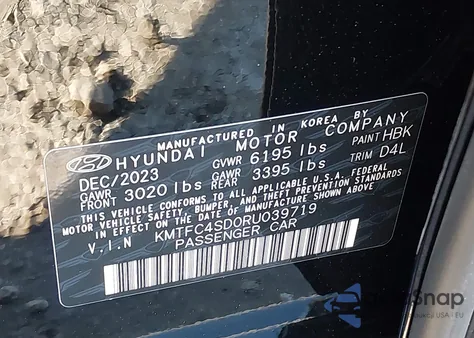 MANUFACTURED IN KOREA BY
HYUNDAI MOTOR COMPANY
DEC/2023 GVWR 6195 lbs PAINT HBK
GAWR FRONT 3020 lbs GAWR REAR 3395 lbs TRIM D4L
THIS VEHICLE CONFORMS TO ALL APPLICABLE U.S.A. FEDERAL
MOTOR VEHICLE SAFETY, BUMPER, AND THEFT PREVENTION STANDARDS
IN EFFECT ON THE DATE OF MANUFACTURE SHOWN ABOVE.
V.I.N KMTFC4SD0RU039719
PASSENGER CAR